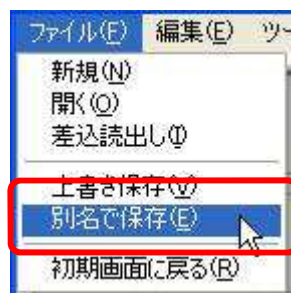 ファイル(F) 編集(E) ツー
新規(N)
開く(O)
差込読出し(I)
上書き保存(V)
別名で保存(E)
初期画面に戻る(R)